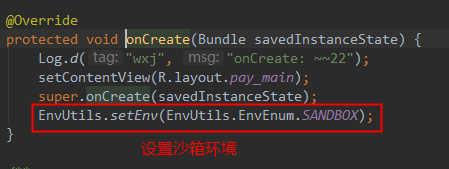 @Override
protected void onCreate(Bundle savedInstanceState) {
Log.d( tag: "wxj", msg: "onCreate: ~~22");
setContentView(R.layout.pay_main);
super.onCreate(savedInstanceState);
EnvUtils.setEnv(EnvUtils.EnvEnum.SANDBOX);
设置沙箱环境
}